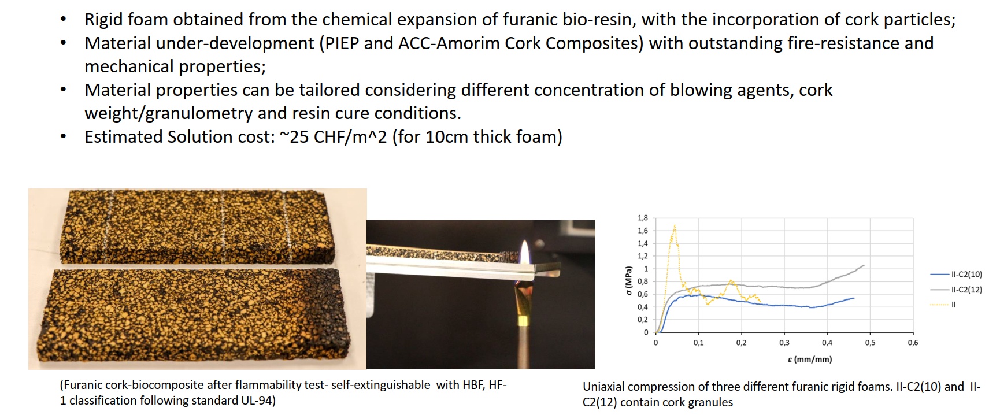 • Rigid foam obtained from the chemical expansion of furanic bio-resin, with the incorporation of cork particles;
• Material under-development (PIEP and ACC-Amorim Cork Composites) with outstanding fire-resistance and
mechanical properties;
• Material properties can be tailored considering different concentration of blowing agents, cork
weight/granulometry and resin cure conditions.
• Estimated Solution cost: ~25 CHF/m^2 (for 10cm thick foam)
1,8
1,6
1,4
1,2
1
0,8
0,6
0,4
0,2
0
σ (MPa)
0 0,1 0,2 0,3 0,4 0,5 0,6
ε (mm/mm)
II-C2(10)
II-C2(12)
II
(Furanic cork-biocomposite after flammability test- self-extinguishable with HBF, HF-
1 classification following standard UL-94)
Uniaxial compression of three different furanic rigid foams. II-C2(10) and II-
C2(12) contain cork granules